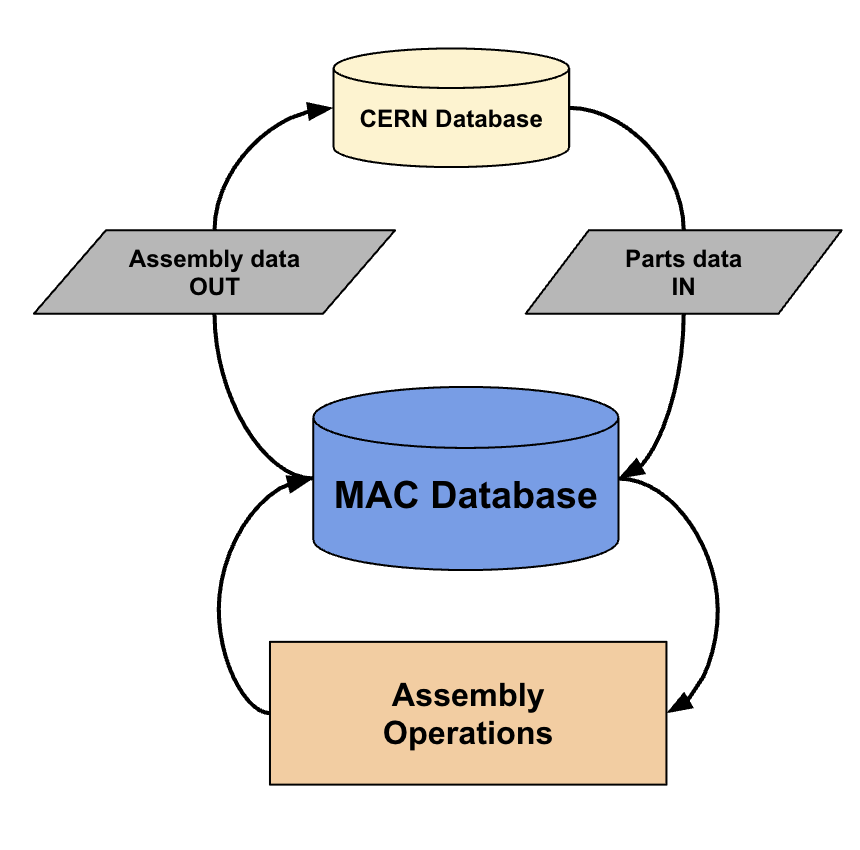 CERN Database
Assembly data
OUT
Parts data
IN
MAC Database
Assembly
Operations